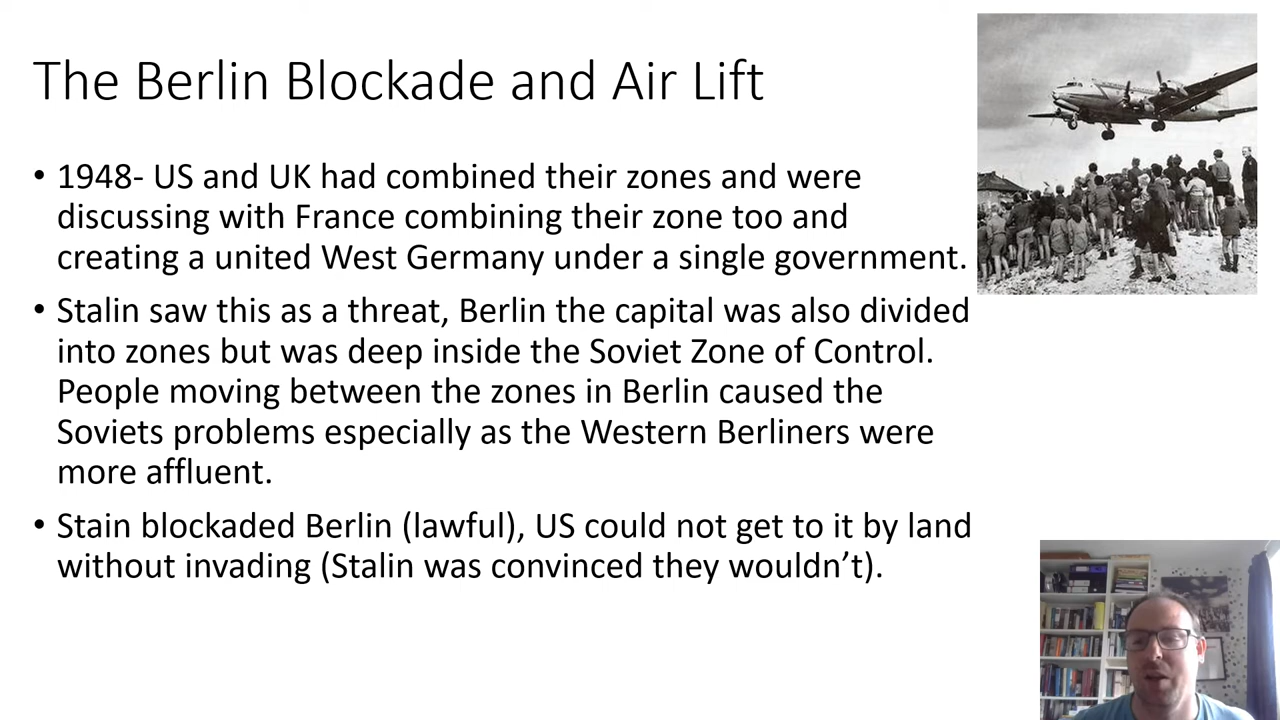 The Berlin Blockade and Air Lift
• 1948- US and UK had combined their zones and were
discussing with France combining their zone too and
creating a united West Germany under a single government.
• Stalin saw this as a threat, Berlin the capital was also divided
into zones but was deep inside the Soviet Zone of Control.
People moving between the zones in Berlin caused the
Soviets problems especially as the Western Berliners were
more affluent.
• Stain blockaded Berlin (lawful), US could not get to it by land
without invading (Stalin was convinced they wouldn’t).